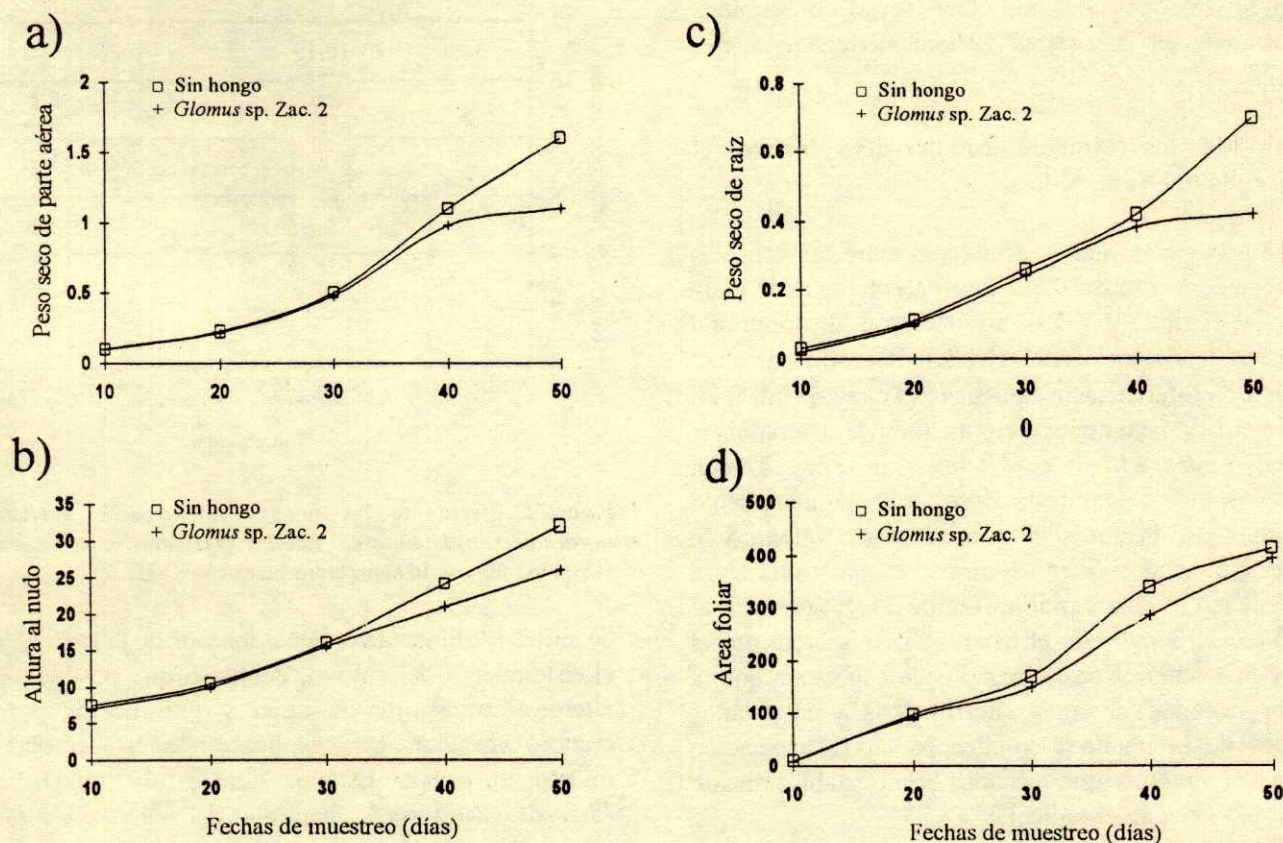 a)
Sin hongo
Glomus sp. Zac. 2
Peso seco de parte aérea
2
1.5
1
0.5
0
10 20 30 40 50
c)
Sin hongo
Glomus sp. Zac. 2
Peso seco de raiz
0.8
0.6
0.4
0.2
0
10 20 30 40 50
0
b)
Sin hongo
Glomus sp. Zac. 2
Altura al nudo
35
30
25
20
15
10
5
0
10 20 30 40 50
Fechas de muestreo (días)
d)
Sin hongo
Glomus sp. Zac. 2
Area foliar
500
400
300
200
100
0
10 20 30 40 50
Fechas de muestreo (días)